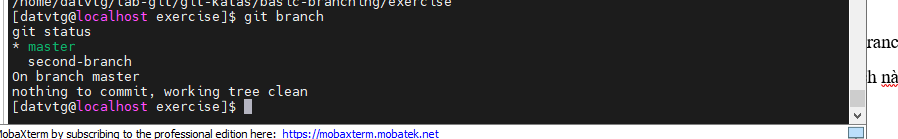 /home/datvtg/lab-git/git-katas/basic-branching/exercise
[datvtg@localhost exercise]$ git branch
git status
* master
  second-branch
On branch master
nothing to commit, working tree clean
[datvtg@localhost exercise]$
ranc
h nà
MobaXterm by subscribing to the professional edition here: https://mobaxterm.mobatek.net